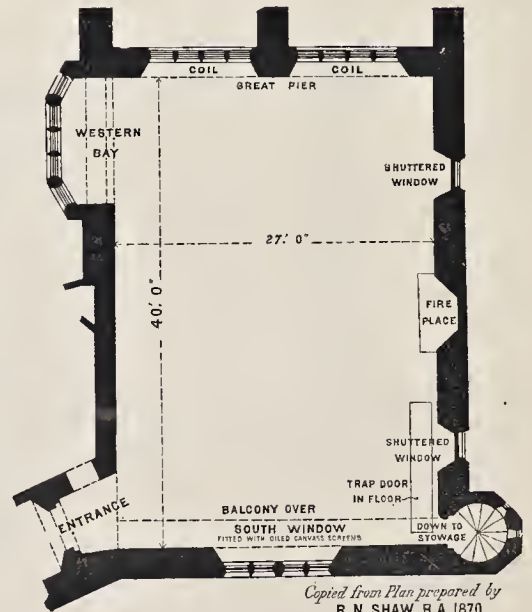 COIL
COIL
GREAT PIER
WESTERN
BAY
SHUTTERED
WINDOW
27.' 0"
40.' 0"
FIRE
PLACE
SHUTTERED
WINDOW
TRAP DOOR
IN FLOOR
ENTRANCE
BALCONY OVER
SOUTH WINDOW
FITTED WITH OILED CANVASS SCREENS
DOWN TO
STOWAGE
Copied from Plan prepared by
R. N. SHAW, R.A. 1870